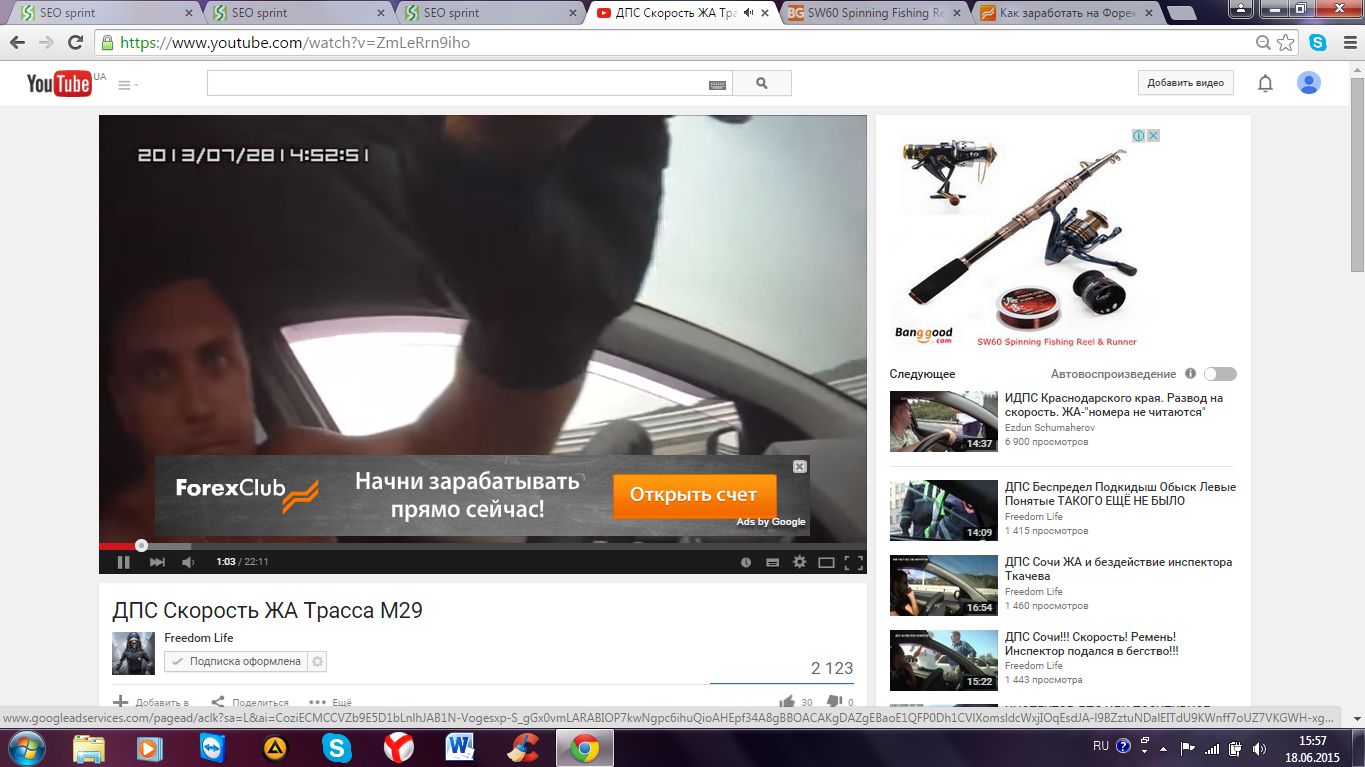 SEO sprint
SEO sprint
SEO sprint
ДПС Скорость ЖА Тра
SW60 Spinning Fishing Re
Как заработать на Форек
https://www.youtube.com/watch?v=ZmLeRrn9iho
YouTube UA
Добавить видео
2013/07/28 14:52:51
ForexClub
Начни зарабатывать
прямо сейчас!
Открыть счет
Ads by Google
1:03 / 22:11
ДПС Скорость ЖА Трасса М29
Freedom Life
Подписка оформлена
2 123
Добавить в
Поделиться
Ещё
30
0
Banggood.com
SW60 Spinning Fishing Reel & Runner
Следующее
Автовоспроизведение
ИДПС Краснодарского края. Развод на
скорость. ЖА-"номера не читаются"
Ezdun Schumaherov
6 900 просмотров
14:37
ДПС Беспредел Подкидыш Обыск Левые
Понятые ТАКОГО ЕЩЁ НЕ БЫЛО
Freedom Life
1 415 просмотров
14:09
ДПС Сочи ЖА и бездействие инспектора
Ткачева
Freedom Life
1 460 просмотров
16:54
ДПС Сочи!!! Скорость! Ремень!
Инспектор подался в бегство!!!
Freedom Life
1 443 просмотра
15:22
RU
15:57
18.06.2015